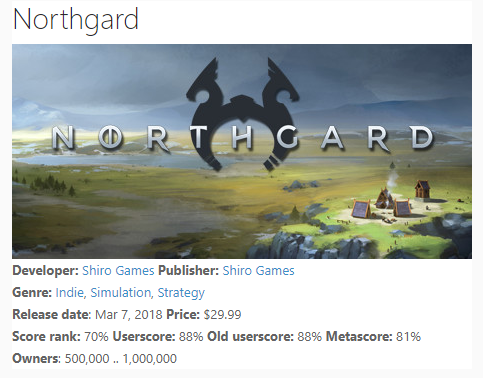 Northgard
NORTHGARD
Developer: Shiro Games Publisher: Shiro Games
Genre: Indie, Simulation, Strategy
Release date: Mar 7, 2018 Price: $29.99
Score rank: 70% Userscore: 88% Old userscore: 88% Metascore: 81%
Owners: 500,000 .. 1,000,000